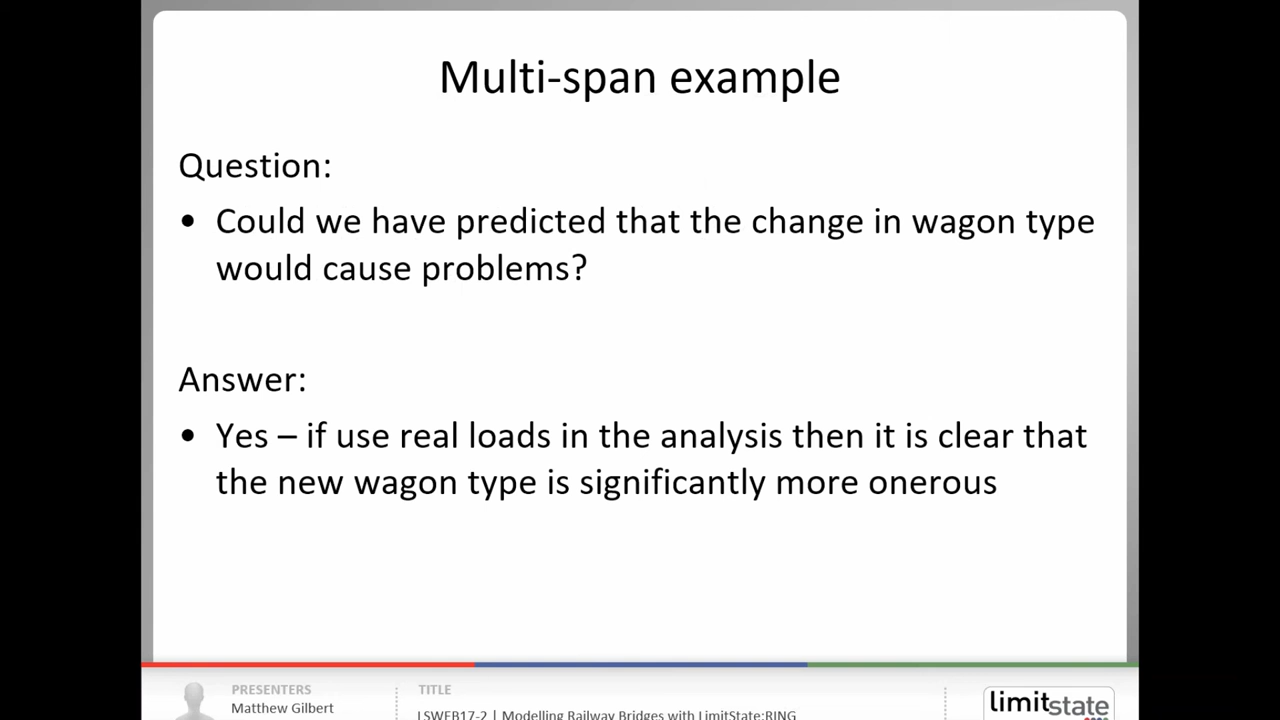 Multi-span example
Question:
• Could we have predicted that the change in wagon type
would cause problems?
Answer:
• Yes – if use real loads in the analysis then it is clear that
the new wagon type is significantly more onerous
PRESENTERS
Matthew Gilbert
TITLE
LSWEB17-2 | Modelling Railway Bridges with LimitState:RING
limitstate